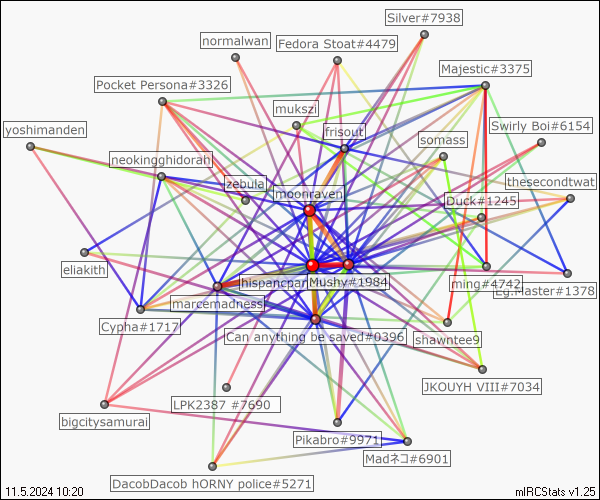 Silver#7938
normalwan
Fedora Stoat#4479
Majestic#3375
Pocket Persona#3326
mukszi
yoshimanden
frisout
somass
Swirly Boi#6154
neokingghidorah
zebula
moonraven
thesecondtwat
Duck#1245
eliakith
hispancpar
Mushy#1984
ming#4742
marcemadness
Cypha#1717
Can anything be saved#0396
shawntee9
JKOUYH VIII#7034
LPK2387 #7690
bigcitysamurai
Pikabro#9971
Madネコ#6901
DacobDacob hORNY police#5271
11.5.2024 10:20
mIRCStats v1.25